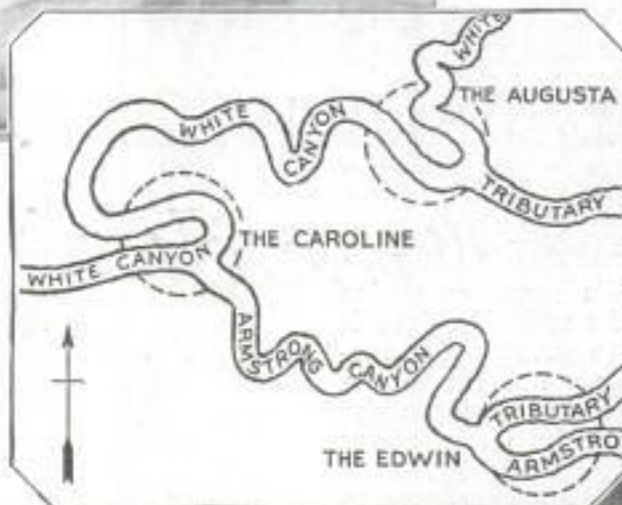 WHITE
THE AUGUSTA
WHITE
CANYON
TRIBUTARY
THE CAROLINE
WHITE CANYON
ARMSTRONG
CANYON
TRIBUTARY
THE EDWIN
ARMSTRO